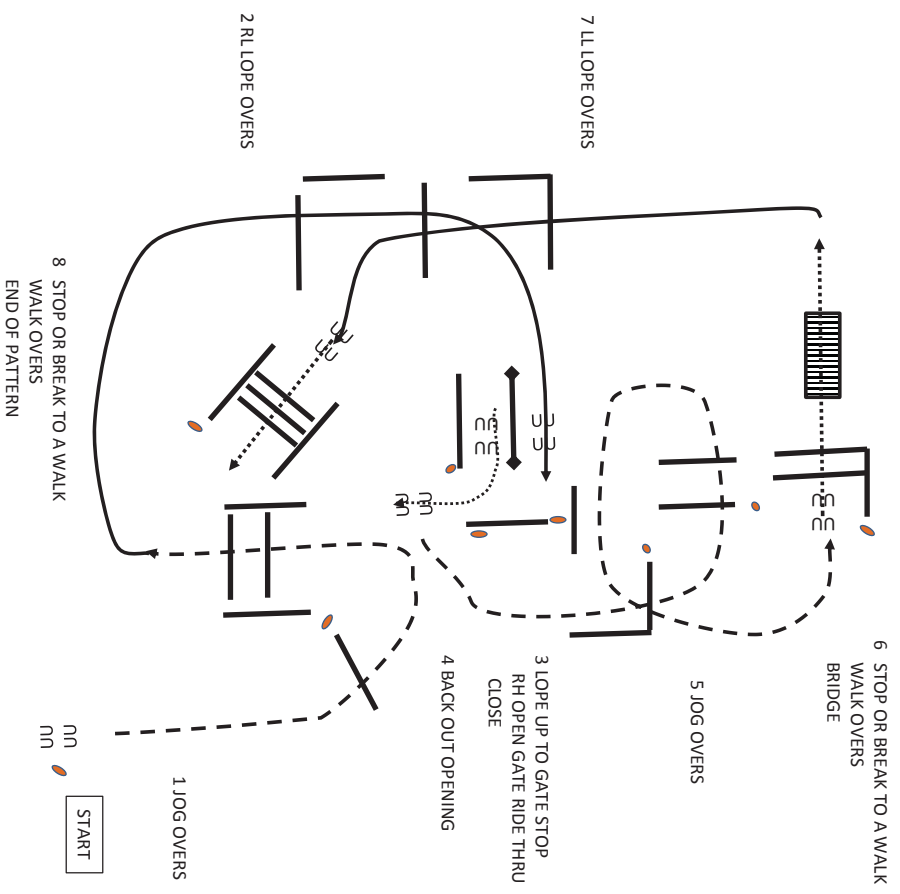 START
1 JOG OVERS
2 RL LOPE OVERS
3 LOPE UP TO GATE STOP
RH OPEN GATE RIDE THRU
CLOSE
4 BACK OUT OPENING
5 JOG OVERS
6 STOP OR BREAK TO A WALK
WALK OVERS
BRIDGE
7 LL LOPE OVERS
8 STOP OR BREAK TO A WALK
WALK OVERS
END OF PATTERN